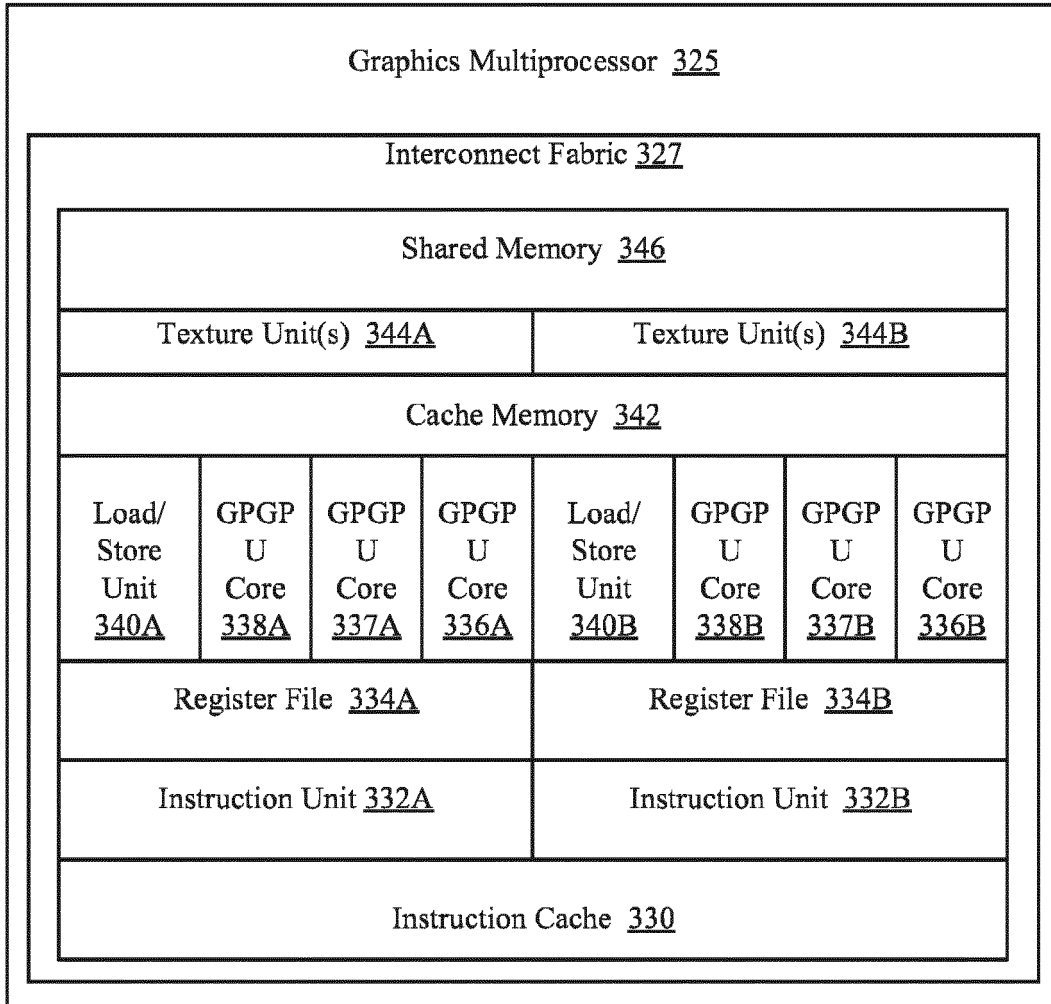 Graphics Multiprocessor 325
Interconnect Fabric 327
Shared Memory 346
Texture Unit(s) 344A Texture Unit(s) 344B
Cache Memory 342
Load/ GPGP GPGP GPGP Load/ GPGP GPGP GPGP
Store U U U Store U U U
Unit Core Core Core Unit Core Core Core
340A 338A 337A 336A 340B 338B 337B 336B
Register File 334A Register File 334B
Instruction Unit 332A Instruction Unit 332B
Instruction Cache 330